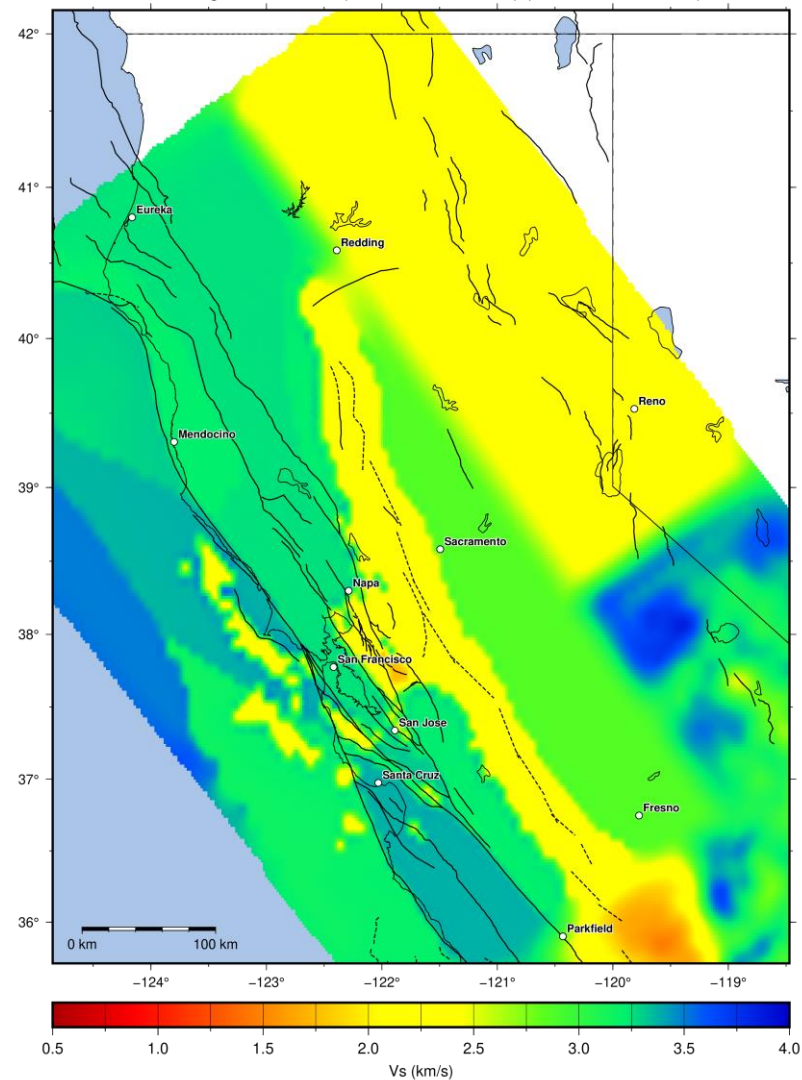 42°
41°
Eureka
Redding
40°
Reno
Mendocino
39°
Sacramento
Napa
38°
San Francisco
San Jose
37°
Santa Cruz
Fresno
36°
Parkfield
0 km 100 km
−124° −123° −122° −121° −120° −119°
0.5 1.0 1.5 2.0 2.5 3.0 3.5 4.0
Vs (km/s)